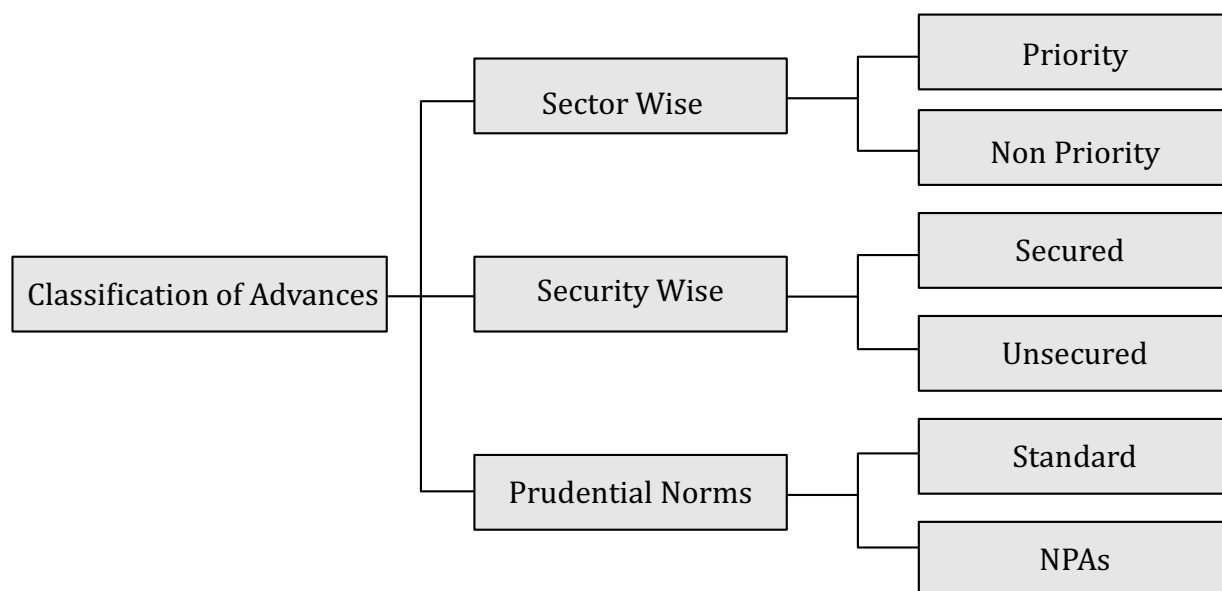 Classification of Advances
Sector Wise
Priority
Non Priority
Security Wise
Secured
Unsecured
Prudential Norms
Standard
NPAs